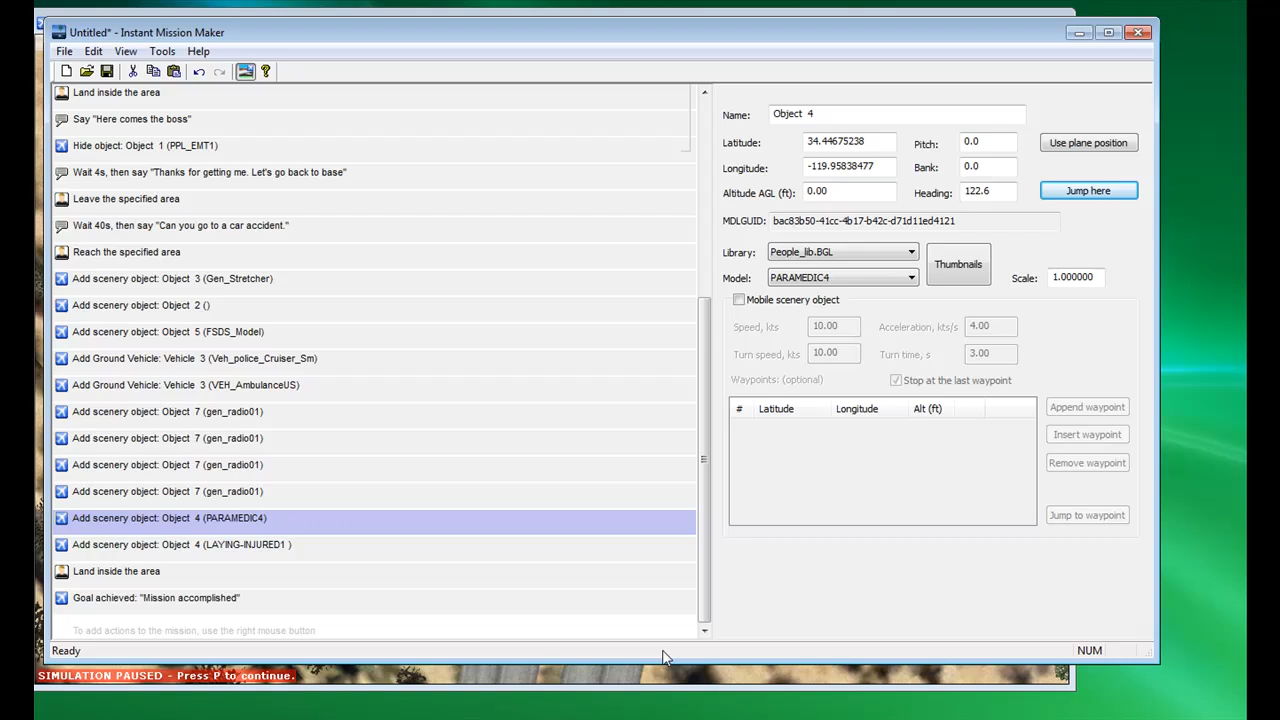 Untitled* - Instant Mission Maker
File Edit View Tools Help
Land inside the area
Say "Here comes the boss"
Hide object: Object 1 (PPL_EMT1)
Wait 4s, then say "Thanks for getting me. Let's go back to base"
Leave the specified area
Wait 40s, then say "Can you go to a car accident."
Reach the specified area
Add scenery object: Object 3 (Gen_Stretcher)
Add scenery object: Object 2 ()
Add scenery object: Object 5 (FSDS_Model)
Add Ground Vehicle: Vehicle 3 (Veh_police_Cruiser_Sm)
Add Ground Vehicle: Vehicle 3 (VEH_AmbulanceUS)
Add scenery object: Object 7 (gen_radio01)
Add scenery object: Object 7 (gen_radio01)
Add scenery object: Object 7 (gen_radio01)
Add scenery object: Object 7 (gen_radio01)
Add scenery object: Object 4 (PARAMEDIC4)
Add scenery object: Object 4 (LAYING-INJURED1 )
Land inside the area
Goal achieved: "Mission accomplished"
To add actions to the mission, use the right mouse button
Name: Object 4
Latitude: 34.44675238 Pitch: 0.0 Use plane position
Longitude: -119.95838477 Bank: 0.0
Altitude AGL (ft): 0.00 Heading: 122.6 Jump here
MDLGUID: bac83b50-41cc-4b17-b42c-d71d11ed4121
Library: People_lib.BGL Thumbnails
Model: PARAMEDIC4 Scale: 1.000000
Mobile scenery object
Speed, kts 10.00 Acceleration, kts/s 4.00
Turn speed, kts 10.00 Turn time, s 3.00
Waypoints: (optional) Stop at the last waypoint
# Latitude Longitude Alt (ft) Append waypoint
Insert waypoint
Remove waypoint
Jump to waypoint
Ready NUM
SIMULATION PAUSED - Press P to continue.